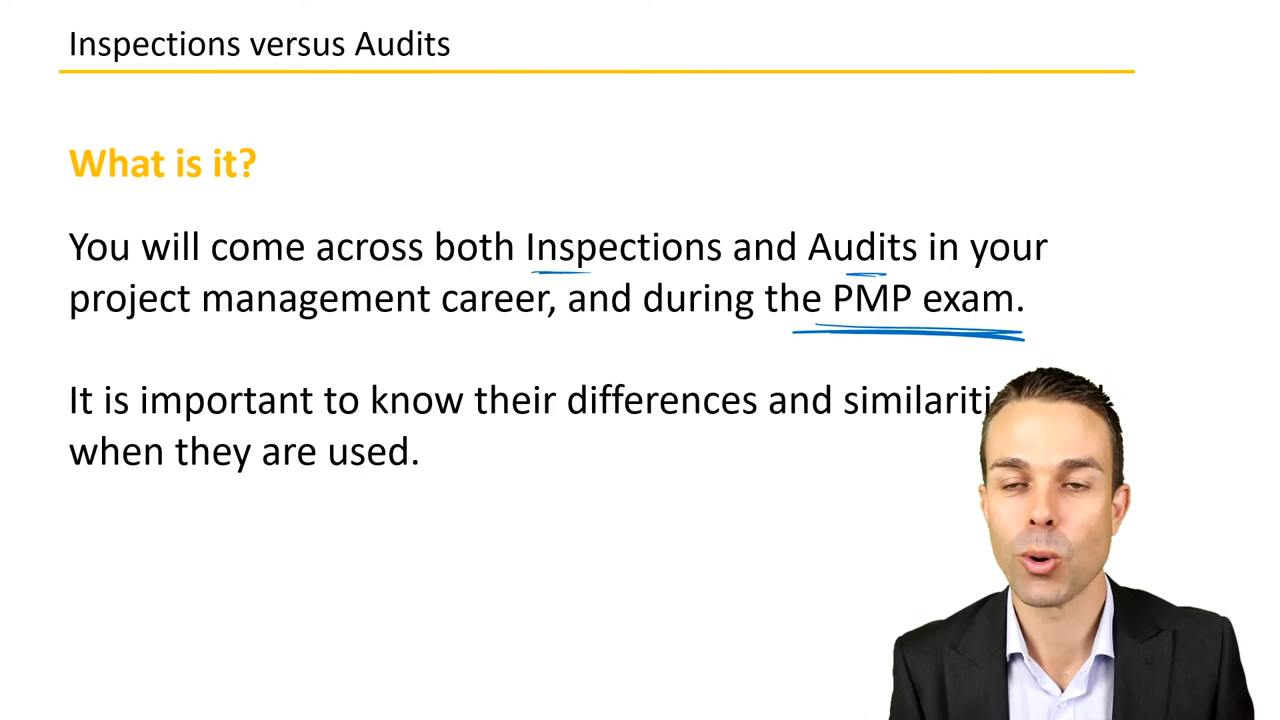 Inspections versus Audits
What is it?
You will come across both Inspections and Audits in your
project management career, and during the PMP exam.
It is important to know their differences and
when they are used.